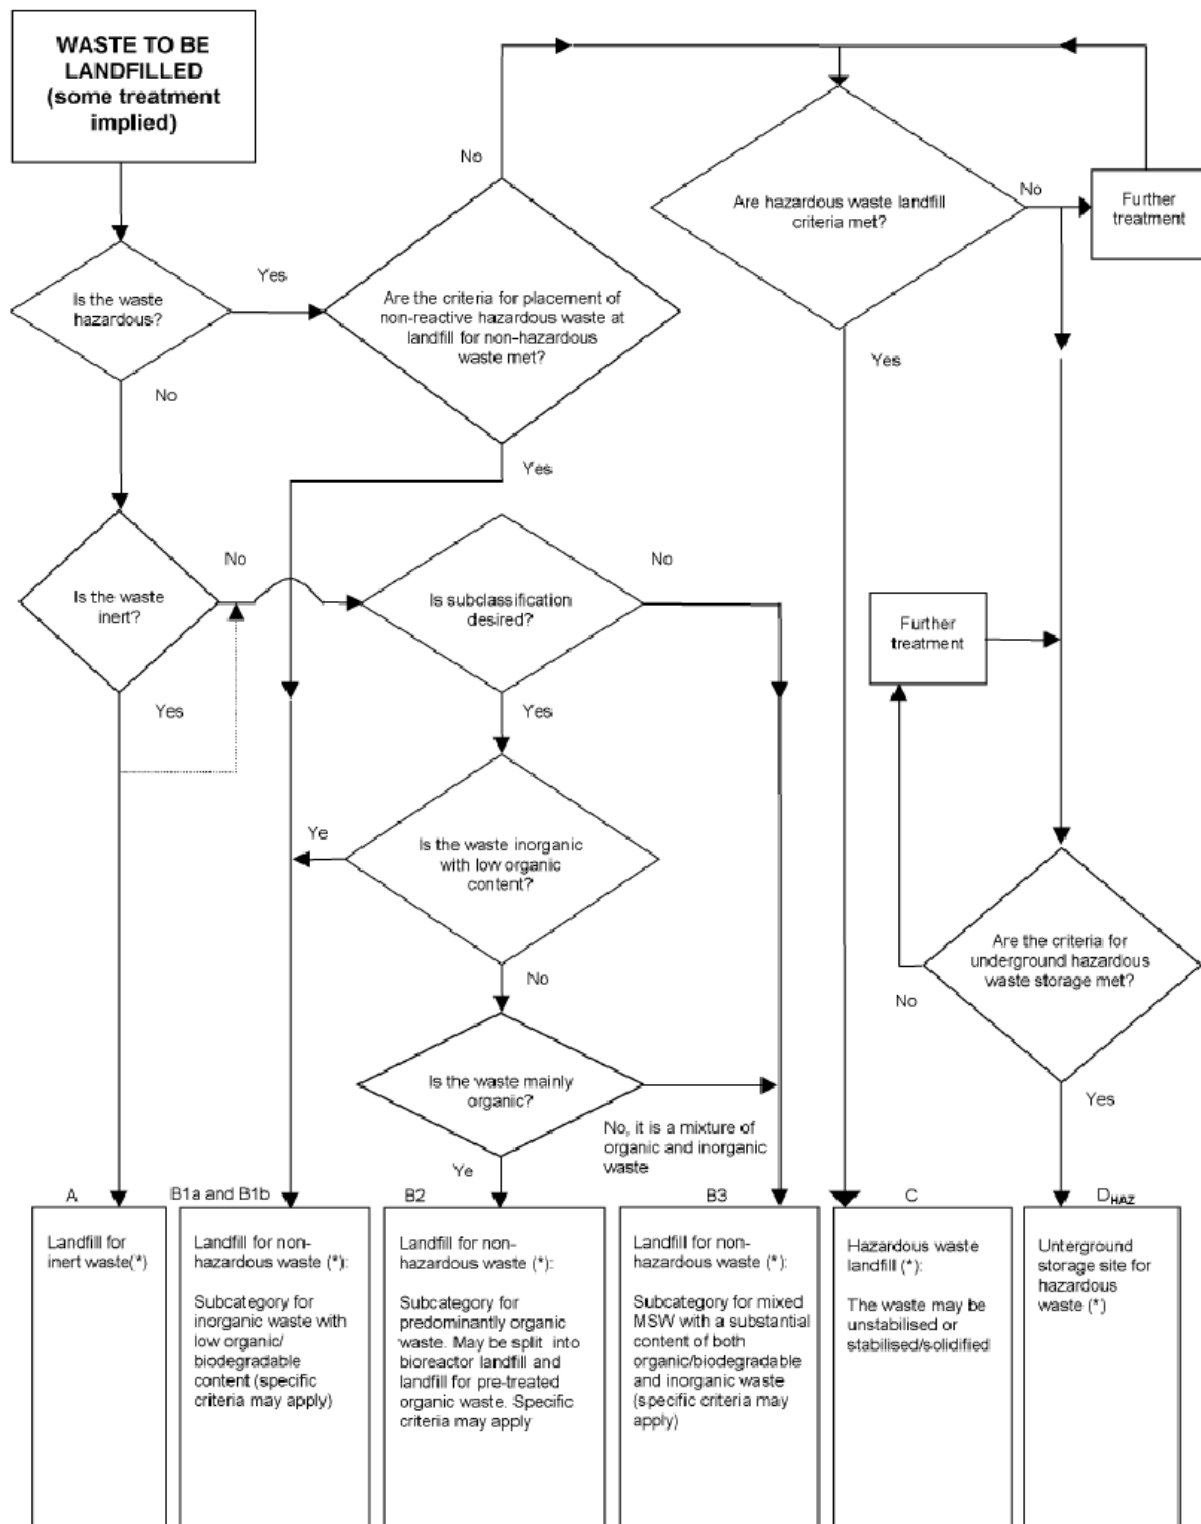 WASTE TO BE
LANDFILLED
(some treatment
implied)
No
Are hazardous waste landfill
criteria met?
No
Further
treatment
Is the waste
hazardous?
Yes
Are the criteria for placement of
non-reactive hazardous waste at
landfill for non-hazardous
waste met?
Yes
No
Yes
Is the waste
inert?
No
Is subclassification
desired?
No
Further
treatment
Yes
Yes
Is the waste inorganic
with low organic
content?
Ye
No
Are the criteria for
underground hazardous
waste storage met?
No
Is the waste mainly
organic?
No, it is a mixture of
organic and inorganic
waste
Ye
Yes
A
B1a and B1b
B2
B3
C
DHAZ
Landfill for
inert waste(*)
Landfill for non-
hazardous waste (*):
Subcategory for
inorganic waste with
low organic/
biodegradable
content (specific
criteria may apply)
Landfill for non-
hazardous waste (*):
Subcategory for
predominantly organic
waste. May be split into
bioreactor landfill and
landfill for pre-treated
organic waste. Specific
criteria may apply
Landfill for non-
hazardous waste (*):
Subcategory for mixed
MSW with a substantial
content of both
organic/biodegradable
and inorganic waste
(specific criteria may
apply)
Hazardous waste
landfill (*):
The waste may be
unstabilised or
stabilised/solidified
Unterground
storage site for
hazardous
waste (*)